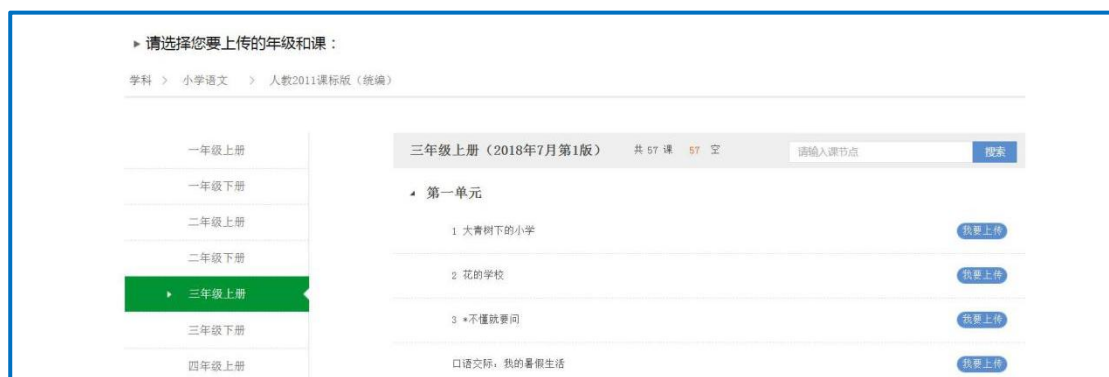 ▸ 请选择您要上传的年级和课：
学科 > 小学语文 > 人教2011课标版（统编）
一年级上册
一年级下册
二年级上册
二年级下册
▸ 三年级上册
三年级下册
四年级上册
三年级上册（2018年7月第1版） 共 57 课 57 空 请输入课节点 搜索
第一单元
1 大青树下的小学 我要上传
2 花的学校 我要上传
3 *不懂就要问 我要上传
口语交际：我的暑假生活 我要上传